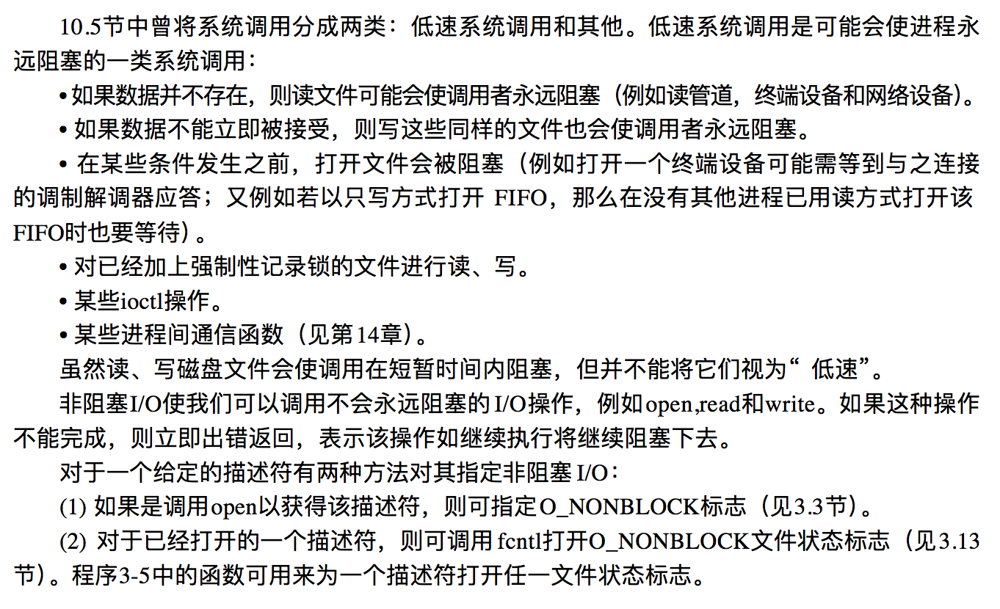 10.5节中曾将系统调用分成两类：低速系统调用和其他。低速系统调用是可能会使进程永
远阻塞的一类系统调用：
• 如果数据并不存在，则读文件可能会使调用者永远阻塞（例如读管道，终端设备和网络设备）。
• 如果数据不能立即被接受，则写这些同样的文件也会使调用者永远阻塞。
• 在某些条件发生之前，打开文件会被阻塞（例如打开一个终端设备可能需等到与之连接
的调制解调器应答；又例如若以只写方式打开 FIFO，那么在没有其他进程已用读方式打开该
FIFO时也要等待）。
• 对已经加上强制性记录锁的文件进行读、写。
• 某些ioctl操作。
• 某些进程间通信函数（见第14章）。
虽然读、写磁盘文件会使调用在短暂时间内阻塞，但并不能将它们视为“ 低速”。
非阻塞I/O使我们可以调用不会永远阻塞的I/O操作，例如open,read和write。如果这种操作
不能完成，则立即出错返回，表示该操作如继续执行将继续阻塞下去。
对于一个给定的描述符有两种方法对其指定非阻塞I/O：
(1) 如果是调用open以获得该描述符，则可指定O_NONBLOCK标志（见3.3节）。
(2) 对于已经打开的一个描述符，则可调用fcntl打开O_NONBLOCK文件状态标志（见3.13
节）。程序3-5中的函数可用来为一个描述符打开任一文件状态标志。